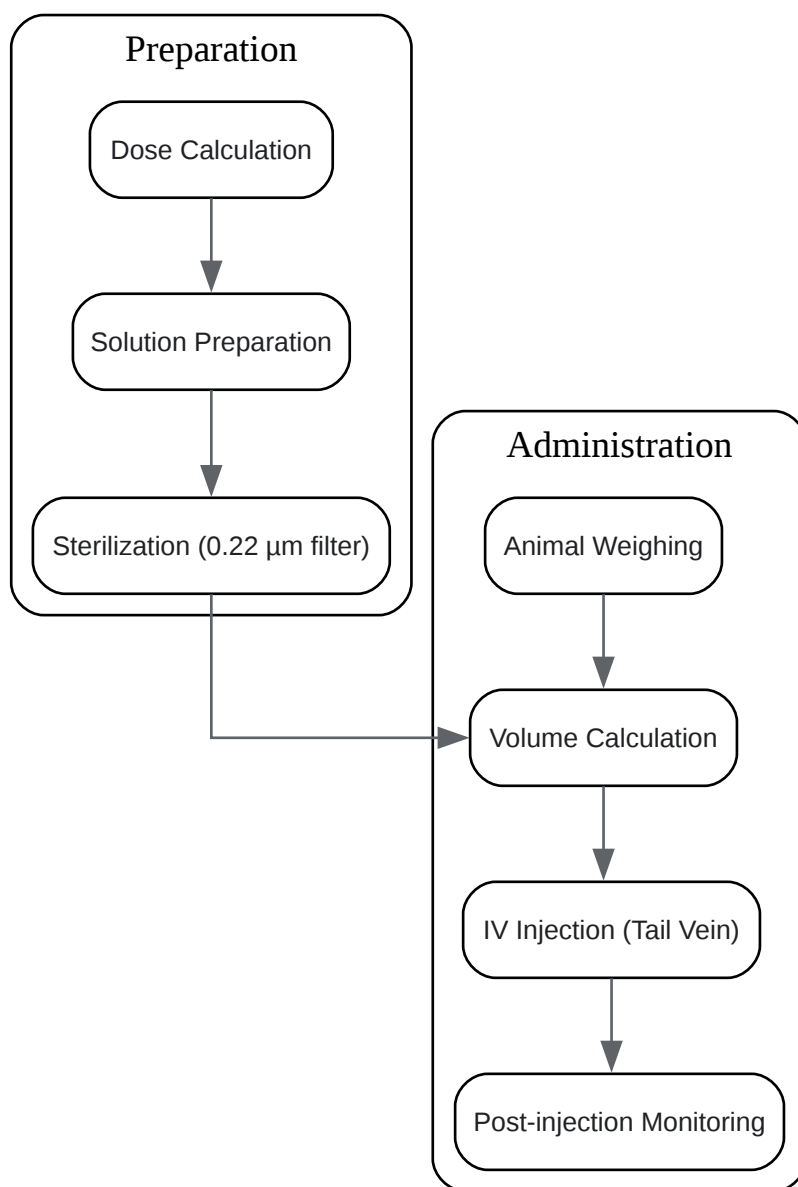 Preparation
Dose Calculation
Solution Preparation
Sterilization (0.22 µm filter)
Administration
Animal Weighing
Volume Calculation
IV Injection (Tail Vein)
Post-injection Monitoring